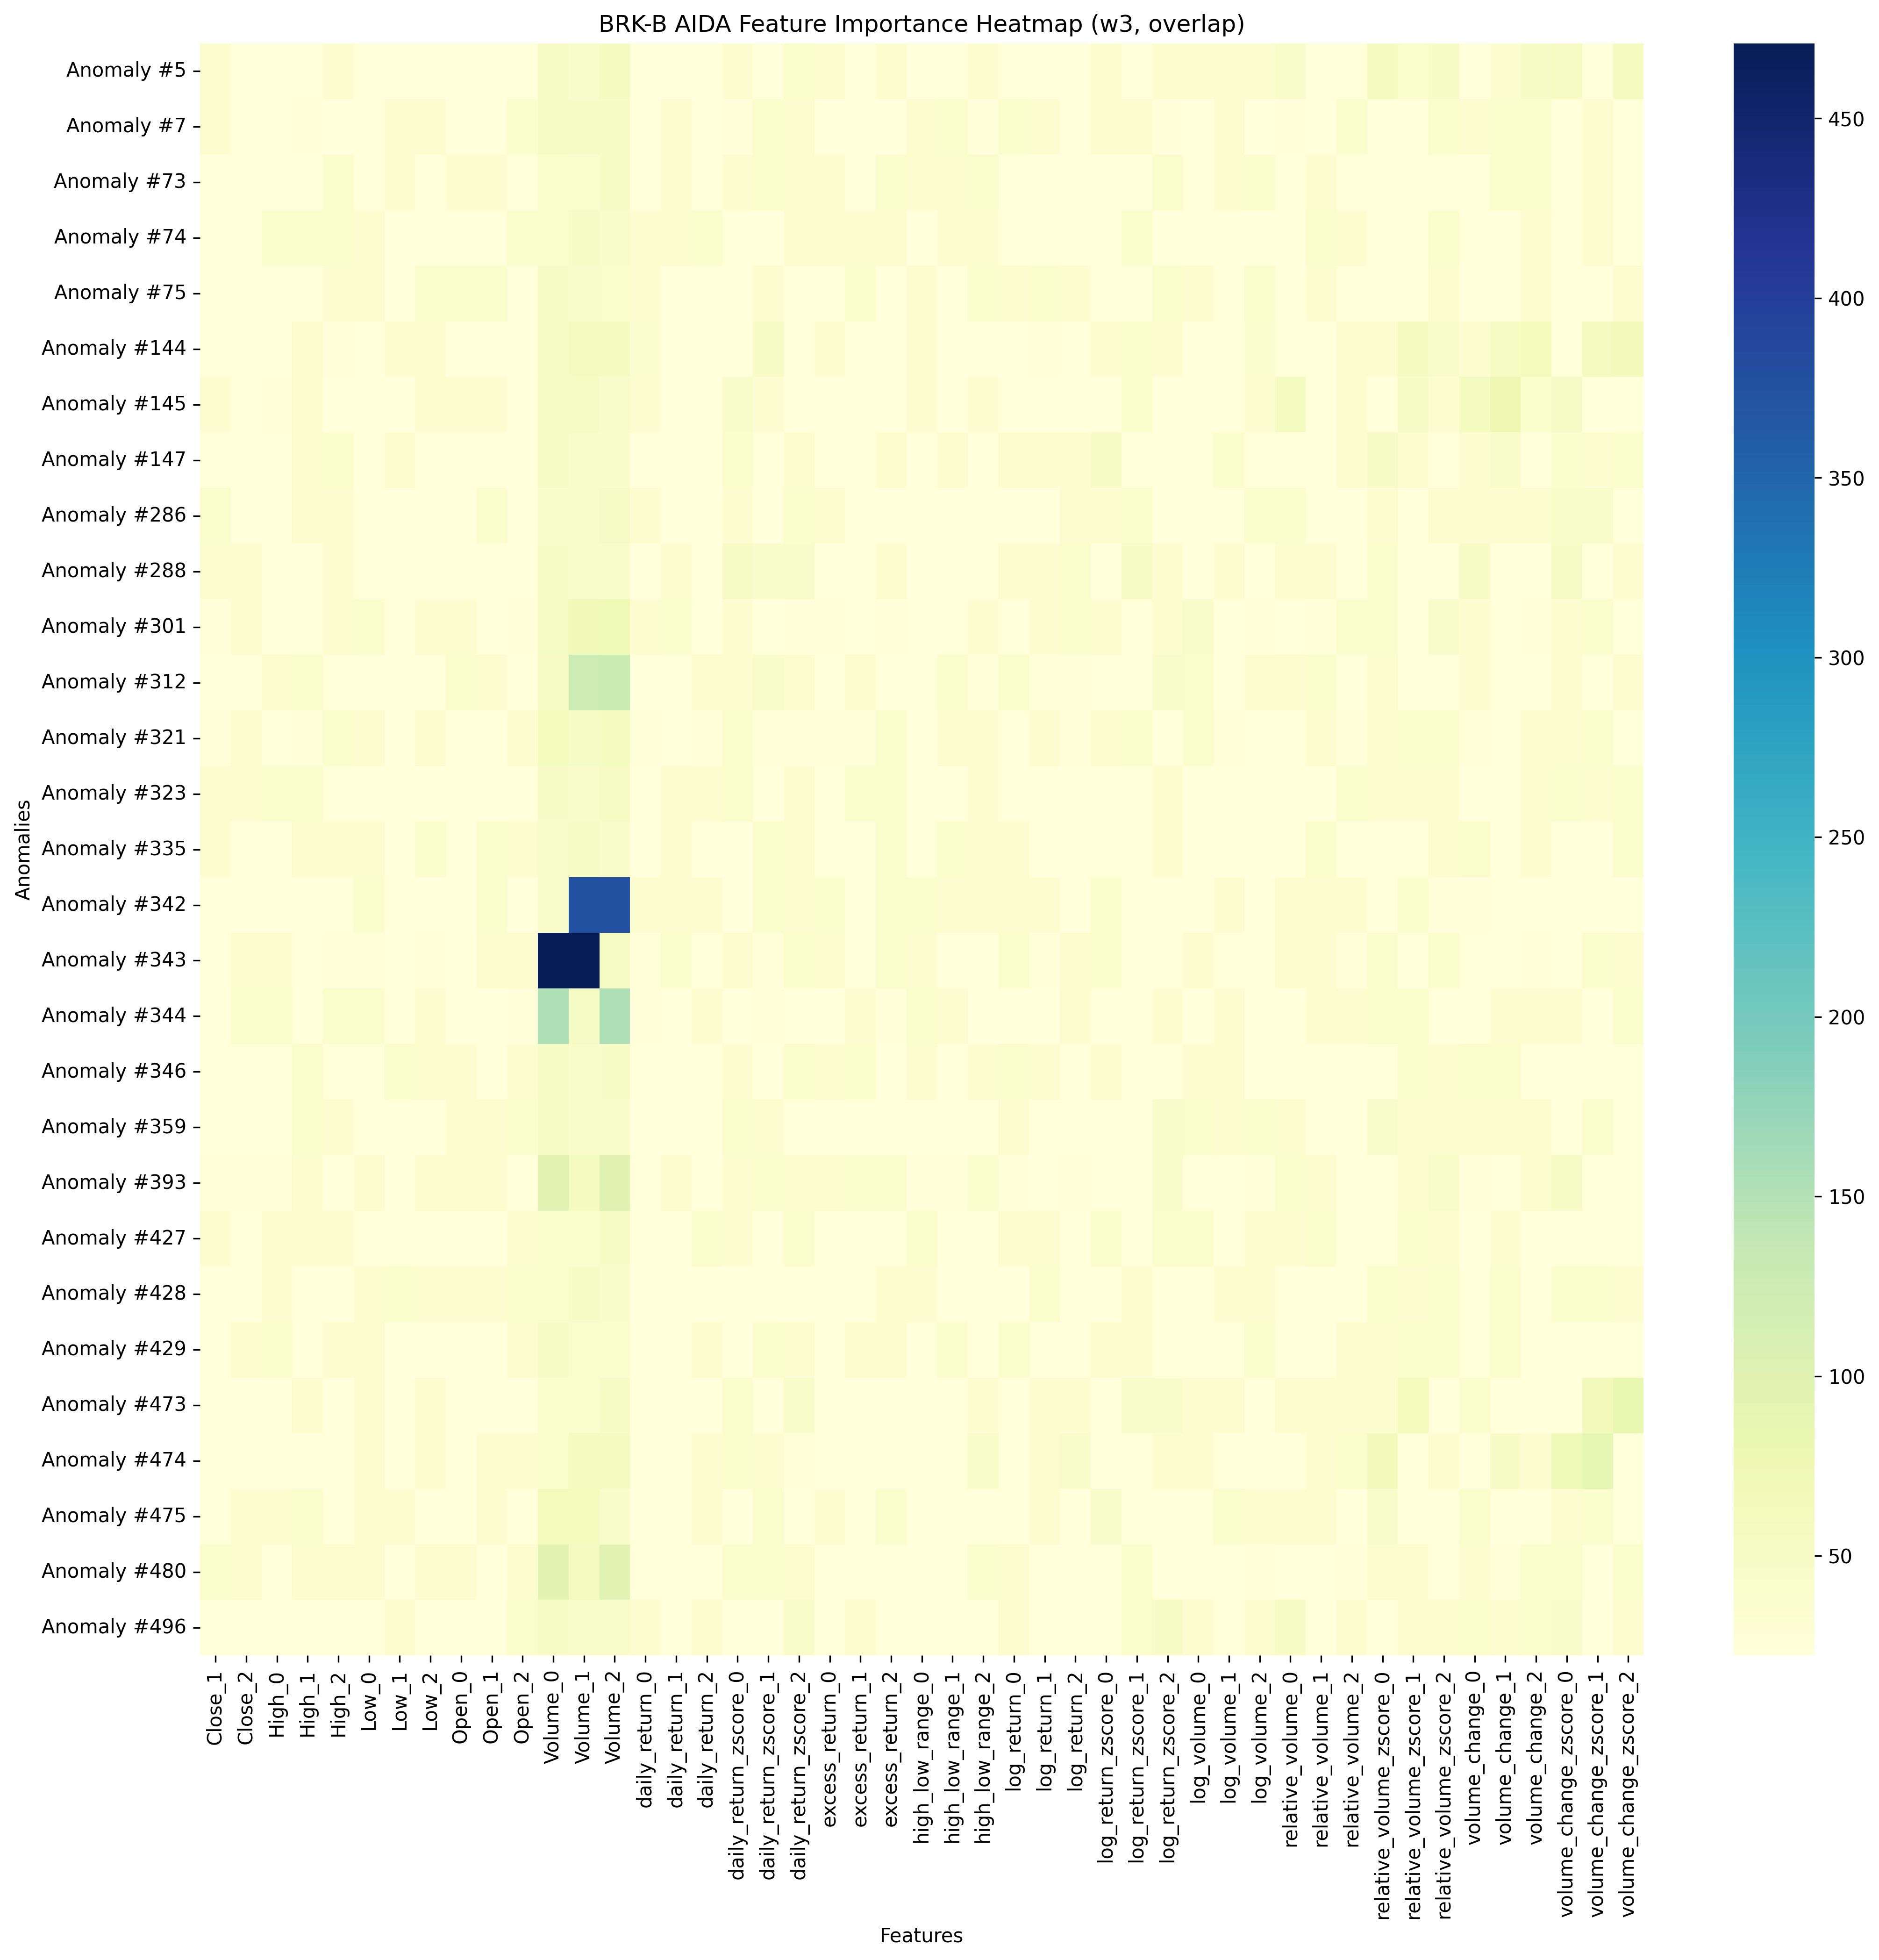 BRK-B AIDA Feature Importance Heatmap (w3, overlap)
Anomalies
Anomaly #5
Anomaly #7
Anomaly #73
Anomaly #74
Anomaly #75
Anomaly #144
Anomaly #145
Anomaly #147
Anomaly #286
Anomaly #288
Anomaly #301
Anomaly #312
Anomaly #321
Anomaly #323
Anomaly #335
Anomaly #342
Anomaly #343
Anomaly #344
Anomaly #346
Anomaly #359
Anomaly #393
Anomaly #427
Anomaly #428
Anomaly #429
Anomaly #473
Anomaly #474
Anomaly #475
Anomaly #480
Anomaly #496
Close_1
Close_2
High_0
High_1
High_2
Low_0
Low_1
Low_2
Open_0
Open_1
Open_2
Volume_0
Volume_1
Volume_2
daily_return_0
daily_return_1
daily_return_2
daily_return_zscore_0
daily_return_zscore_1
daily_return_zscore_2
excess_return_0
excess_return_1
excess_return_2
high_low_range_0
high_low_range_1
high_low_range_2
log_return_0
log_return_1
log_return_2
log_return_zscore_0
log_return_zscore_1
log_return_zscore_2
log_volume_0
log_volume_1
log_volume_2
relative_volume_0
relative_volume_1
relative_volume_2
relative_volume_zscore_0
relative_volume_zscore_1
relative_volume_zscore_2
volume_change_0
volume_change_1
volume_change_2
volume_change_zscore_0
volume_change_zscore_1
volume_change_zscore_2
Features
450
400
350
300
250
200
150
100
50